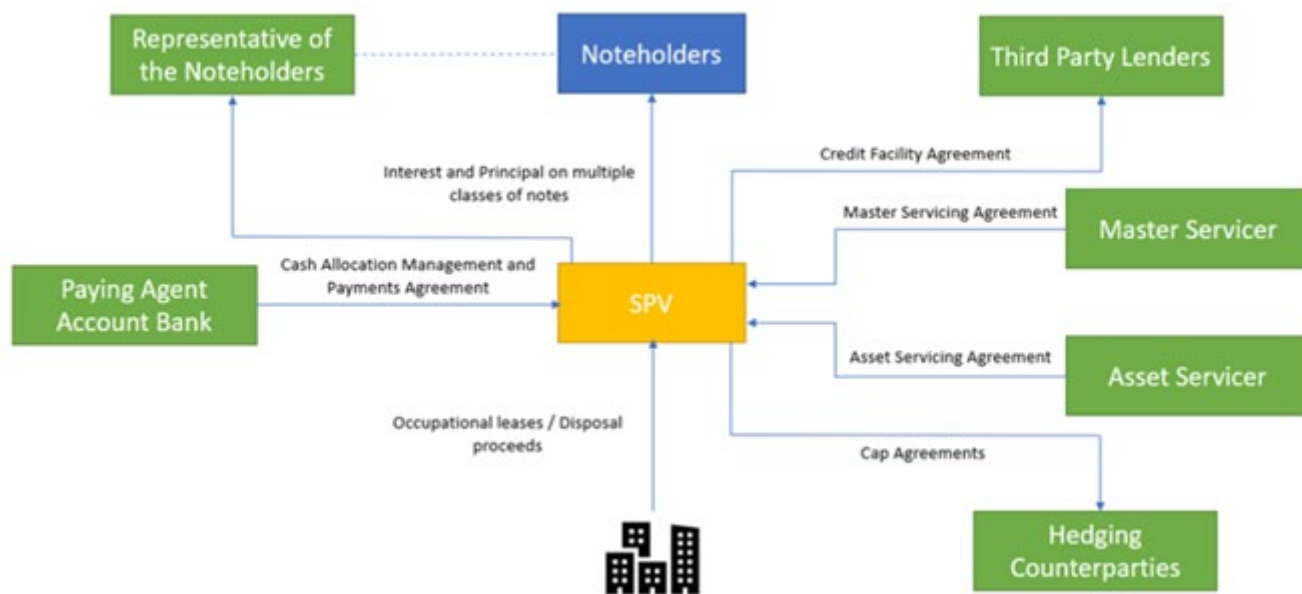 Representative of
the Noteholders
Noteholders
Third Party Lenders
Credit Facility Agreement
Interest and Principal on multiple
classes of notes
Master Servicing Agreement
Master Servicer
Cash Allocation Management and
Payments Agreement
Paying Agent
Account Bank
SPV
Asset Servicing Agreement
Asset Servicer
Occupational leases / Disposal
proceeds
Cap Agreements
Hedging
Counterparties